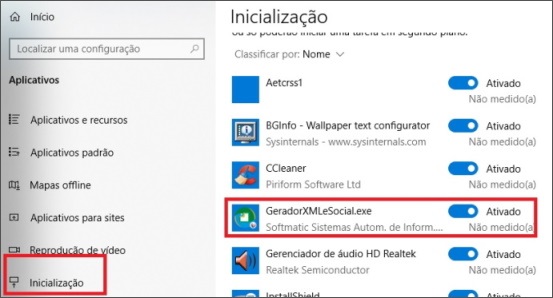 Início
Localizar uma configuração
Aplicativos
Aplicativos e recursos
Aplicativos padrão
Mapas offline
Aplicativos para sites
Reprodução de vídeo
Inicialização
Inicialização
ou so poderão iniciar uma tarefa em segundo plano.
Classificar por: Nome
Aetcrss1
Ativado
Não medido(a)
BGInfo - Wallpaper text configurator
Ativado
Sysinternals - www.sysinternals.com
Não medido(a)
CCleaner
Ativado
Piriform Software Ltd
Não medido(a)
GeradorXMLeSocial.exe
Ativado
Softmatic Sistemas Autom. de Inform....
Não medido(a)
Gerenciador de áudio HD Realtek
Ativado
Realtek Semiconductor
Não medido(a)
InstallShield
Ativado